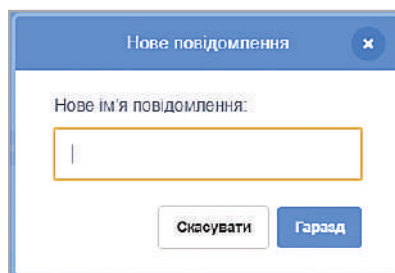 Нове повідомлення
Нове ім'я повідомлення:
Скасувати Гаразд